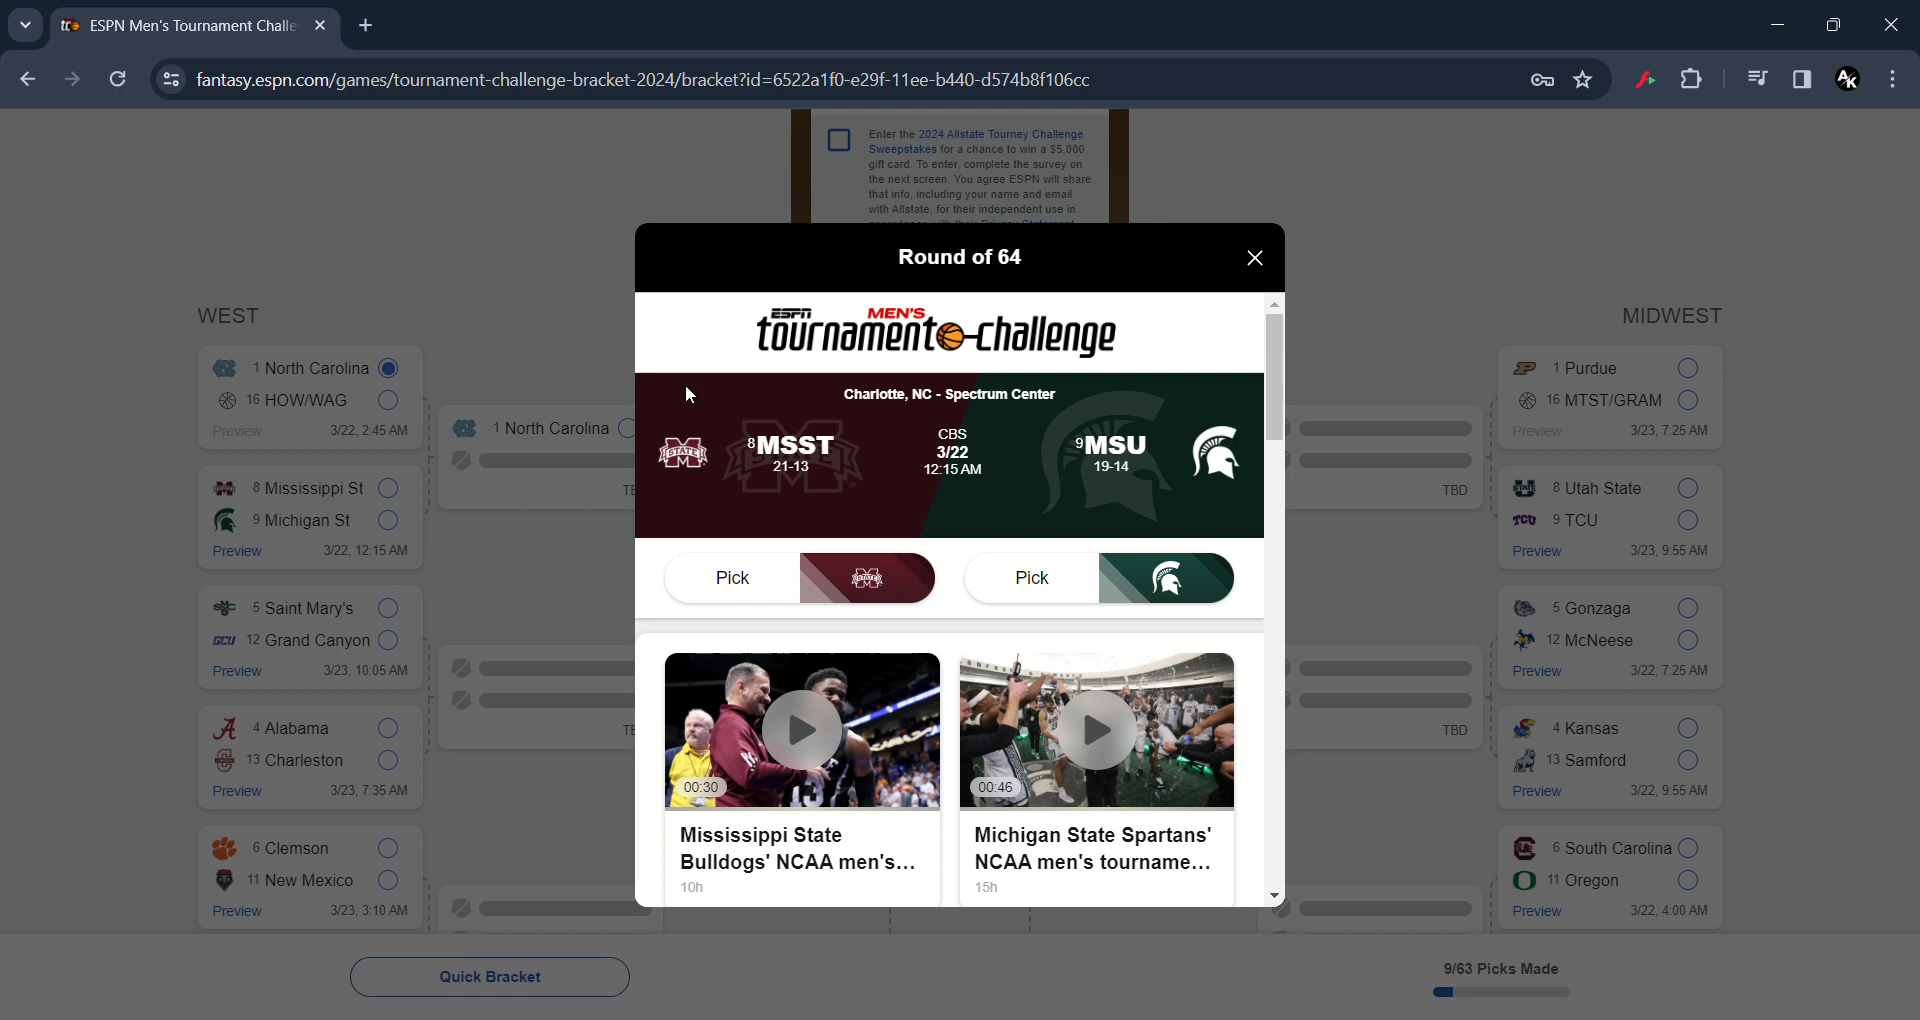 ESPN Men's Tournament Challe
fantasy.espn.com/games/tournament-challenge-bracket-2024/bracket?id=6522a1f0-e29f-11ee-b440-d574b8f106cc
Enter the 2024 Allstate Tourney Challenge
Sweepstakes for a chance to win a $5,000
gift card. To enter, complete the survey on
the next screen. You agree ESPN will share
that info, including your name and email
with Allstate, for their independent use in
Round of 64
ESPN MEN'S
tournament challenge
Charlotte, NC - Spectrum Center
8 MSST
21-13
CBS
3/22
12:15 AM
9 MSU
19-14
STATE
Pick
STATE
Pick
00:30
00:46
Mississippi State
Bulldogs' NCAA men's...
10h
Michigan State Spartans'
NCAA men's tourname...
15h
WEST
1 North Carolina
16 HOW/WAG
Preview 3/22, 2:45 AM
8 Mississippi St
9 Michigan St
Preview 3/22, 12:15 AM
5 Saint Mary's
GCU 12 Grand Canyon
Preview 3/23, 10:05 AM
4 Alabama
13 Charleston
Preview 3/23, 7:35 AM
6 Clemson
11 New Mexico
Preview 3/23, 3:10 AM
1 North Carolina
MIDWEST
1 Purdue
16 MTST/GRAM
Preview 3/23, 7:25 AM
8 Utah State
TCU 9 TCU
Preview 3/23, 9:55 AM
5 Gonzaga
12 McNeese
Preview 3/22, 7:25 AM
4 Kansas
13 Samford
Preview 3/22, 9:55 AM
6 South Carolina
11 Oregon
Preview 3/22, 4:00 AM
TBD
TBD
Quick Bracket
9/63 Picks Made